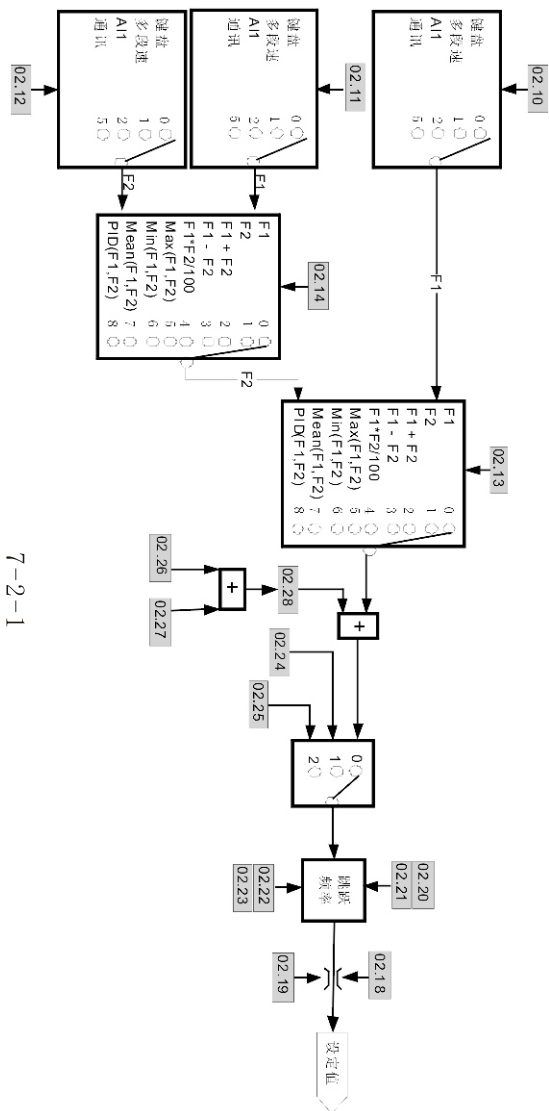 02.10
键盘 0
多段速 1
AI1 2
通讯 5
F1
02.11
键盘 0
多段速 1
AI1 2
通讯 5
F1
02.12
键盘 0
多段速 1
AI1 2
通讯 5
F2
02.14
F1 0
F2 1
F1 + F2 2
F1 - F2 3
F1*F2/100 4
Max(F1,F2) 5
Min(F1,F2) 6
Mean(F1,F2) 7
PID(F1,F2) 8
F2
02.13
F1 0
F2 1
F1 + F2 2
F1 - F2 3
F1*F2/100 4
Max(F1,F2) 5
Min(F1,F2) 6
Mean(F1,F2) 7
PID(F1,F2) 8
02.26
02.27
+
02.28
+
02.24
02.25
0
1
2
02.20
02.21
跳跃
频率
02.22
02.23
02.18
02.19
设定值
7-2-1